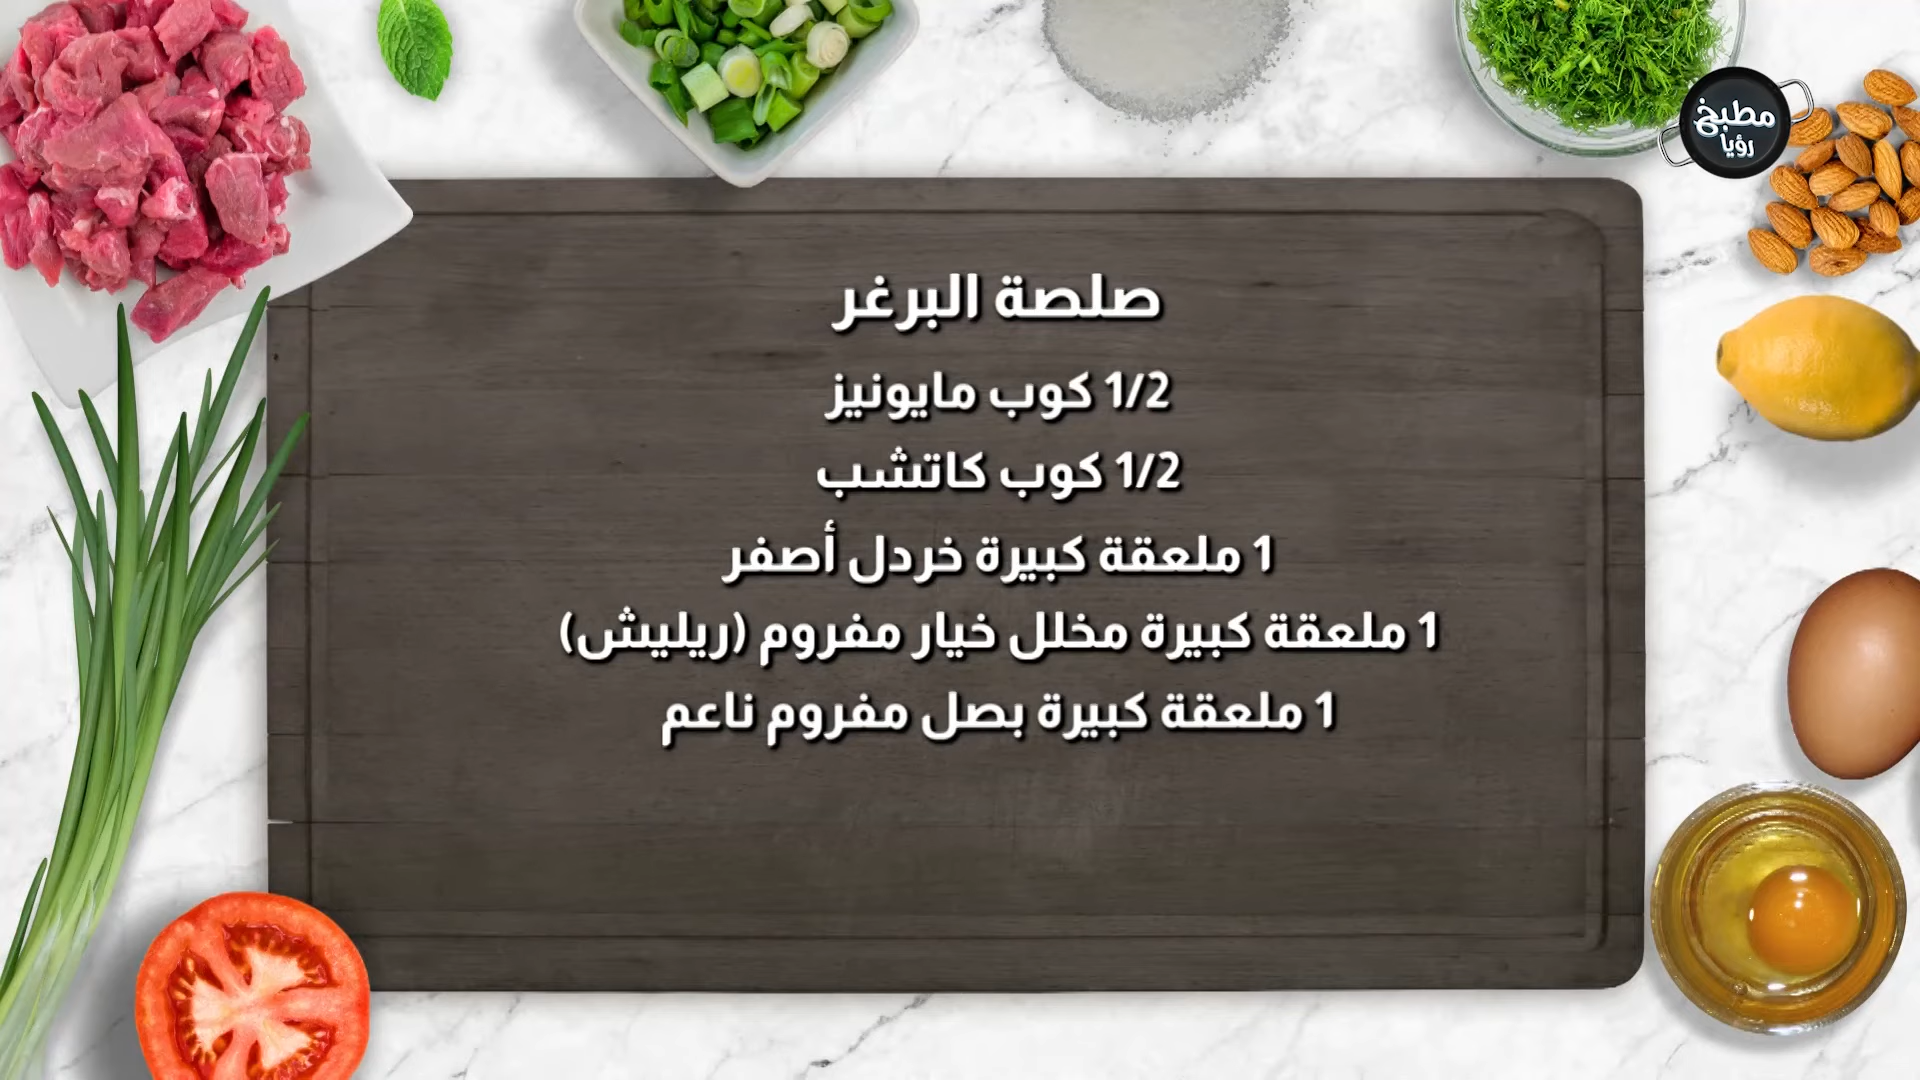 مطبخ
رؤيا
صلصة البرغر
1/2 كوب مايونيز
1/2 كوب كاتشب
1 ملعقة كبيرة خردل أصفر
1 ملعقة كبيرة مخلل خيار مفروم (ريليش)
1 ملعقة كبيرة بصل مفروم ناعم